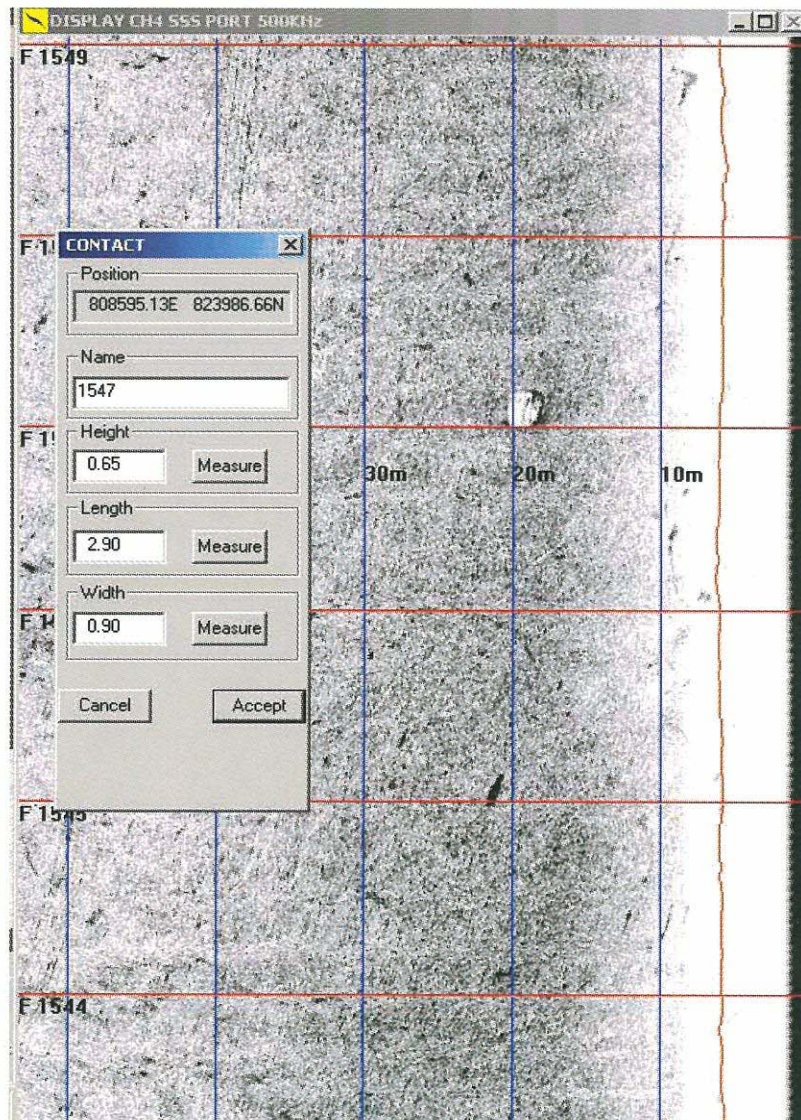 DISPLAY CH4 SSS PORT 500KHz
F 1549
CONTACT
Position
808595.13E 823986.66N
Name
1547
Height
0.65 Measure
30m 20m 10m
Length
2.90 Measure
Width
0.90 Measure
Cancel Accept
F 1545
F 1544